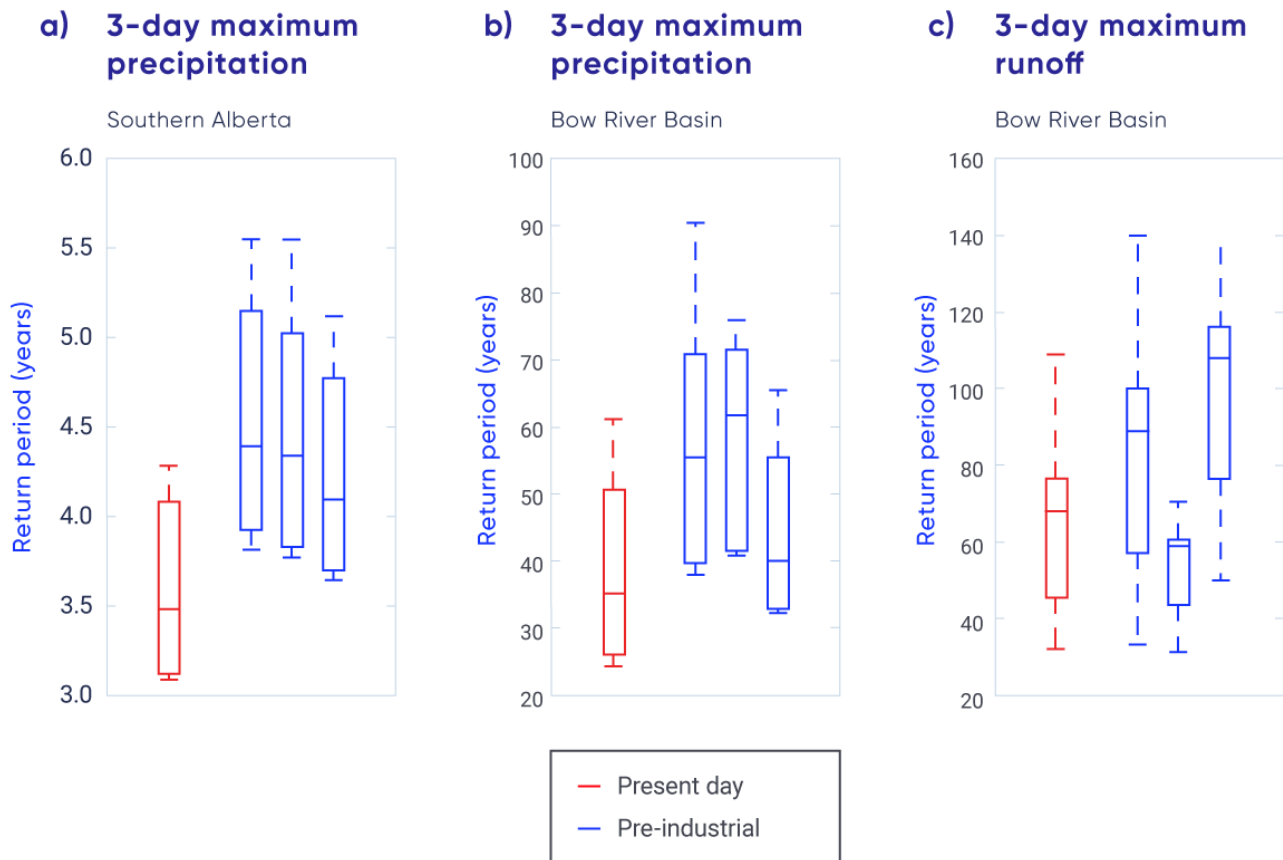 a) 3-day maximum
precipitation
Southern Alberta
Return period (years)
6.0
5.5
5.0
4.5
4.0
3.5
3.0
b) 3-day maximum
precipitation
Bow River Basin
Return period (years)
100
90
80
70
60
50
40
30
20
c) 3-day maximum
runoff
Bow River Basin
Return period (years)
160
140
120
100
80
60
40
20
Present day
Pre-industrial